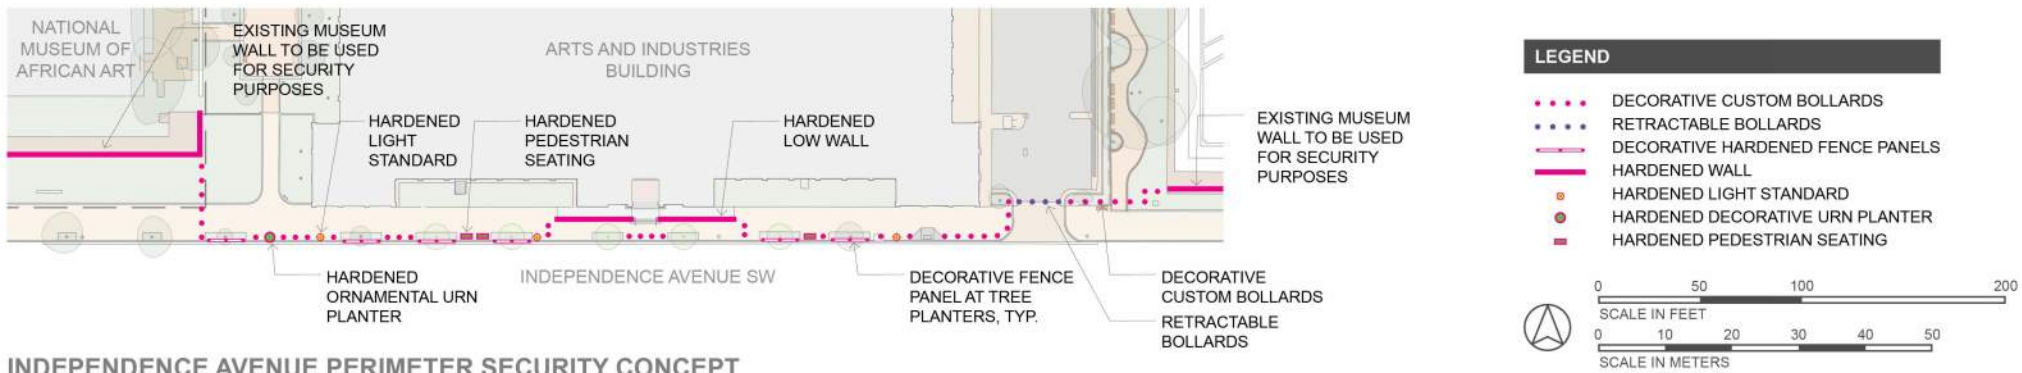 NATIONAL
MUSEUM OF
AFRICAN ART
EXISTING MUSEUM
WALL TO BE USED
FOR SECURITY
PURPOSES
ARTS AND INDUSTRIES
BUILDING
HARDENED
LIGHT
STANDARD
HARDENED
PEDESTRIAN
SEATING
HARDENED
LOW WALL
EXISTING MUSEUM
WALL TO BE USED
FOR SECURITY
PURPOSES
HARDENED
ORNAMENTAL URN
PLANTER
INDEPENDENCE AVENUE SW
DECORATIVE FENCE
PANEL AT TREE
PLANTERS, TYP.
DECORATIVE
CUSTOM BOLLARDS
RETRACTABLE
BOLLARDS
INDEPENDENCE AVENUE PERIMETER SECURITY CONCEPT
LEGEND
DECORATIVE CUSTOM BOLLARDS
RETRACTABLE BOLLARDS
DECORATIVE HARDENED FENCE PANELS
HARDENED WALL
HARDENED LIGHT STANDARD
HARDENED DECORATIVE URN PLANTER
HARDENED PEDESTRIAN SEATING
0 50 100 200
SCALE IN FEET
0 10 20 30 40 50
SCALE IN METERS